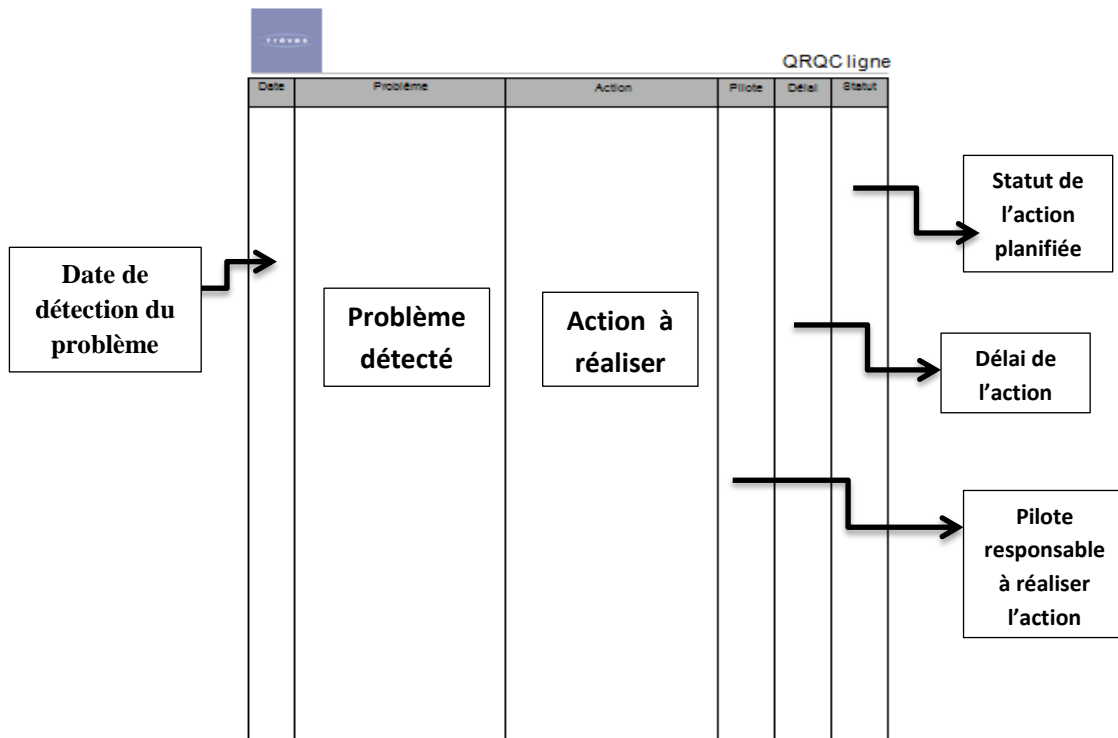 trèves
QRQC ligne
Date Problème Action Pilote Délai Statut
Statut de
l’action
planifiée
Date de
détection du
problème
Problème
détecté
Action à
réaliser
Délai de
l’action
Pilote
responsable
à réaliser
l’action